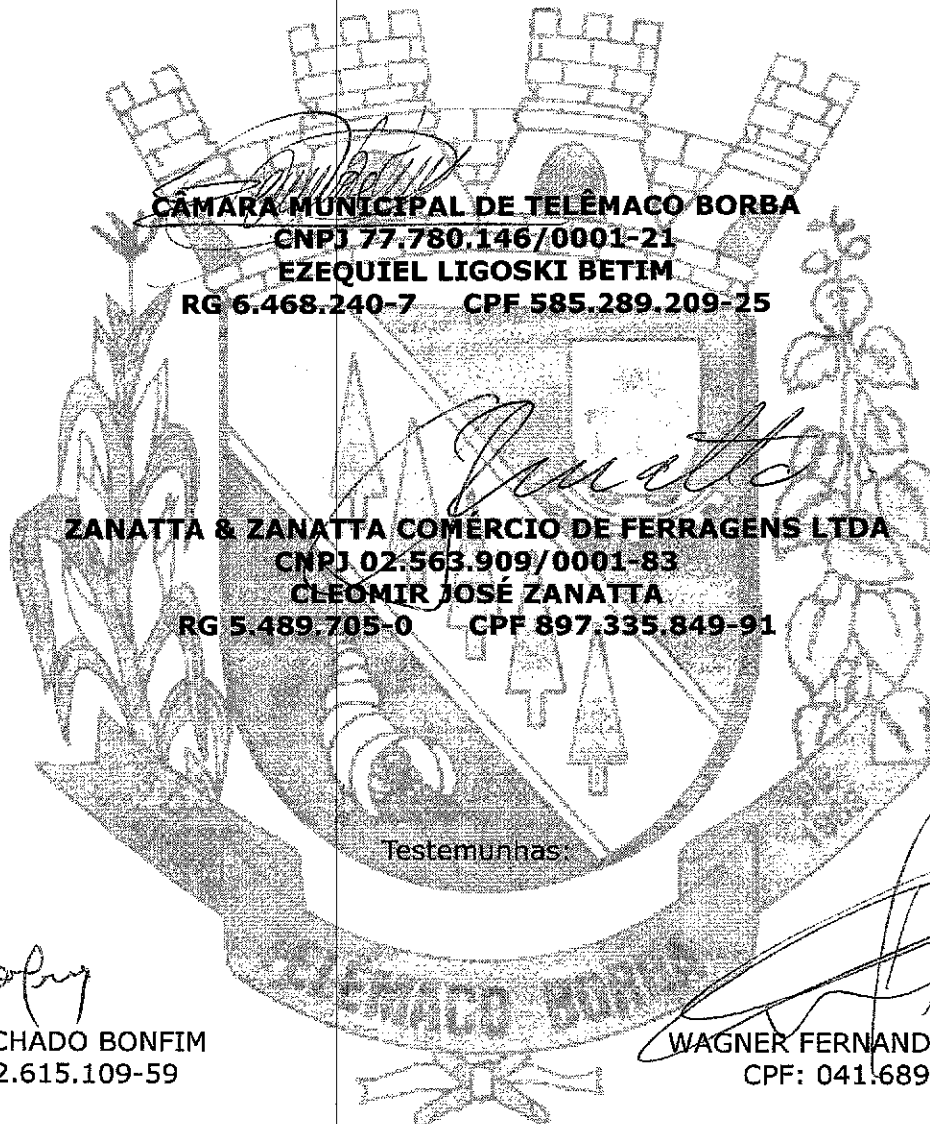 CÂMARA MUNICIPAL DE TELÊMACO BORBA
CNPJ 77.780.146/0001-21
EZEQUIEL LIGOSKI BETIM
RG 6.468.240-7 CPF 585.289.209-25
Zanatta
ZANATTA & ZANATTA COMÉRCIO DE FERRAGENS LTDA
CNPJ 02.563.909/0001-83
CLEOMIR JOSÉ ZANATTA
RG 5.489.705-0 CPF 897.335.849-91
Testemunhas:
CHADO BONFIM
2.615.109-59
WAGNER FERNAND
CPF: 041.689